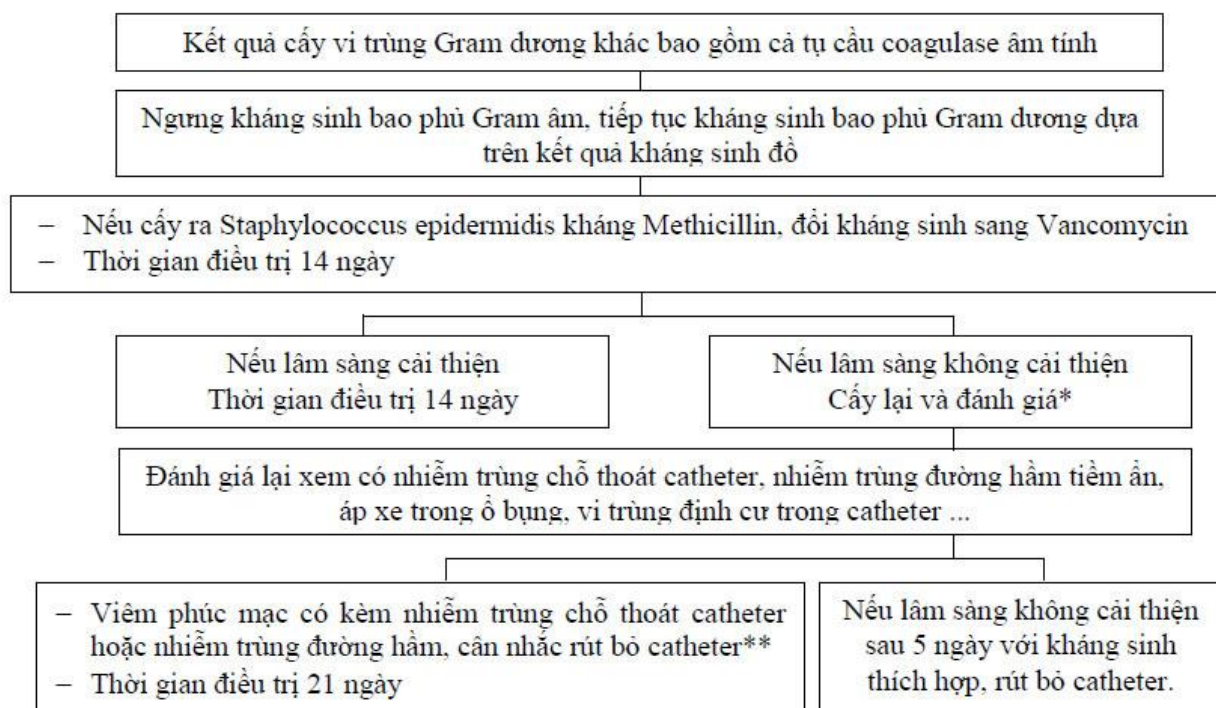 Kết quả cấy vi trùng Gram dương khác bao gồm cả tụ cầu coagulase âm tính
Ngưng kháng sinh bao phủ Gram âm, tiếp tục kháng sinh bao phủ Gram dương dựa
trên kết quả kháng sinh đồ
– Nếu cấy ra Staphylococcus epidermidis kháng Methicillin, đổi kháng sinh sang Vancomycin
– Thời gian điều trị 14 ngày
Nếu lâm sàng cải thiện
Thời gian điều trị 14 ngày
Nếu lâm sàng không cải thiện
Cấy lại và đánh giá*
Đánh giá lại xem có nhiễm trùng chỗ thoát catheter, nhiễm trùng đường hầm tiềm ẩn,
áp xe trong ổ bụng, vi trùng định cư trong catheter ...
– Viêm phúc mạc có kèm nhiễm trùng chỗ thoát catheter
hoặc nhiễm trùng đường hầm, cân nhắc rút bỏ catheter**
– Thời gian điều trị 21 ngày
Nếu lâm sàng không cải thiện
sau 5 ngày với kháng sinh
thích hợp, rút bỏ catheter.